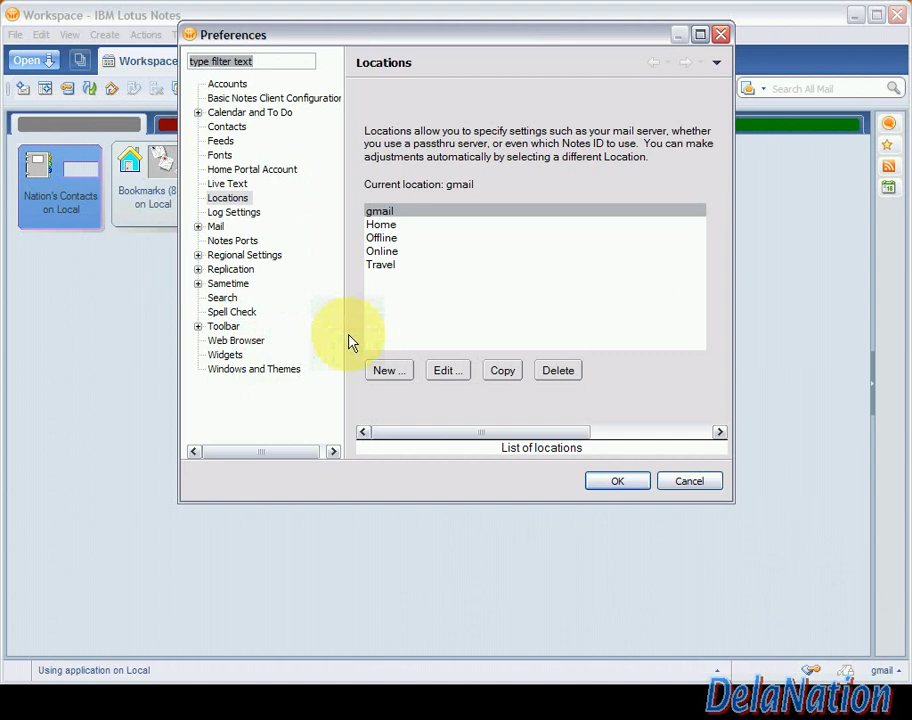 Workspace - IBM Lotus Notes
Preferences
File Edit View Create Actions
Open
Workspace
type filter text
Locations
Search All Mail
Accounts
Basic Notes Client Configuration
Calendar and To Do
Contacts
Feeds
Fonts
Home Portal Account
Live Text
Locations
Log Settings
Mail
Notes Ports
Regional Settings
Replication
Sametime
Search
Spell Check
Toolbar
Web Browser
Widgets
Windows and Themes
Locations allow you to specify settings such as your mail server, whether
you use a passthru server, or even which Notes ID to use. You can make
adjustments automatically by selecting a different Location.
Current location: gmail
gmail
Home
Offline
Online
Travel
New ... Edit ... Copy Delete
List of locations
OK Cancel
Nation's Contacts
on Local
Bookmarks (8
on Local
Using application on Local
gmail
DelaNation